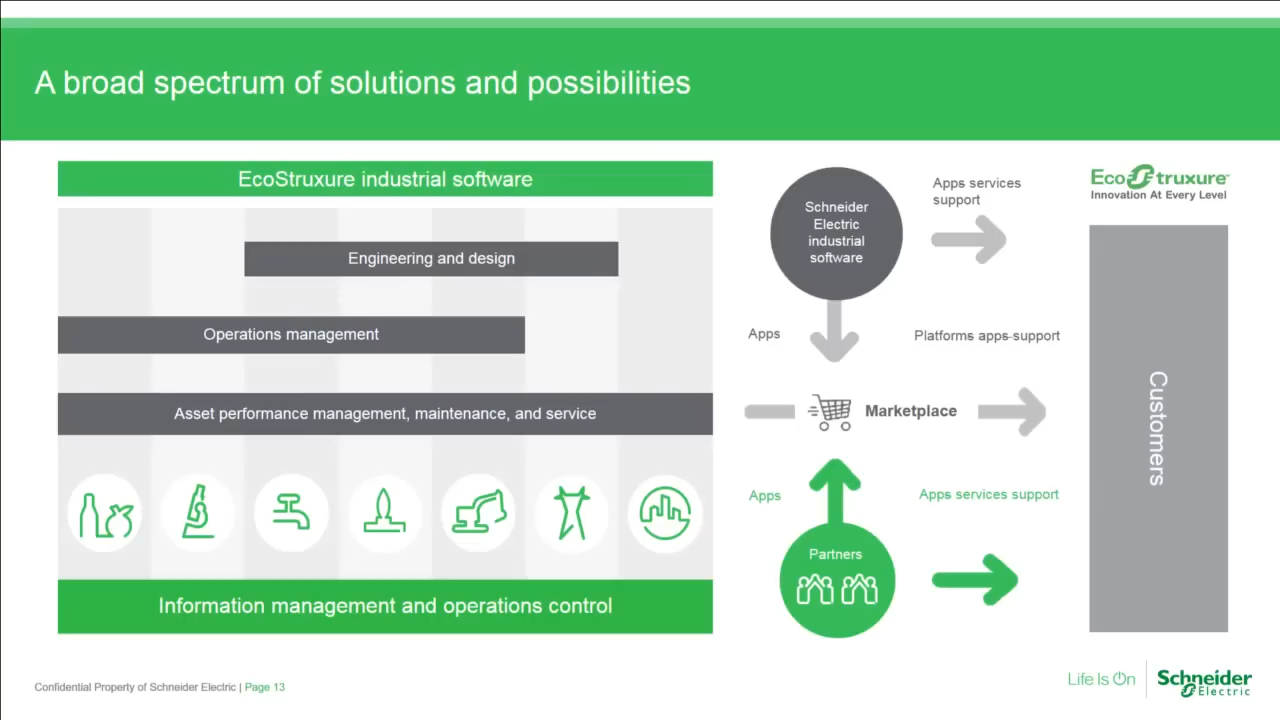 A broad spectrum of solutions and possibilities
EcoStruxure industrial software
Engineering and design
Operations management
Asset performance management, maintenance, and service
Information management and operations control
Schneider
Electric
industrial
software
Apps services
support
Apps
Platforms apps support
Marketplace
Apps
Apps services support
Partners
EcoStruxure™
Innovation At Every Level
Customers
Confidential Property of Schneider Electric | Page 13
Life Is On
Schneider
Electric